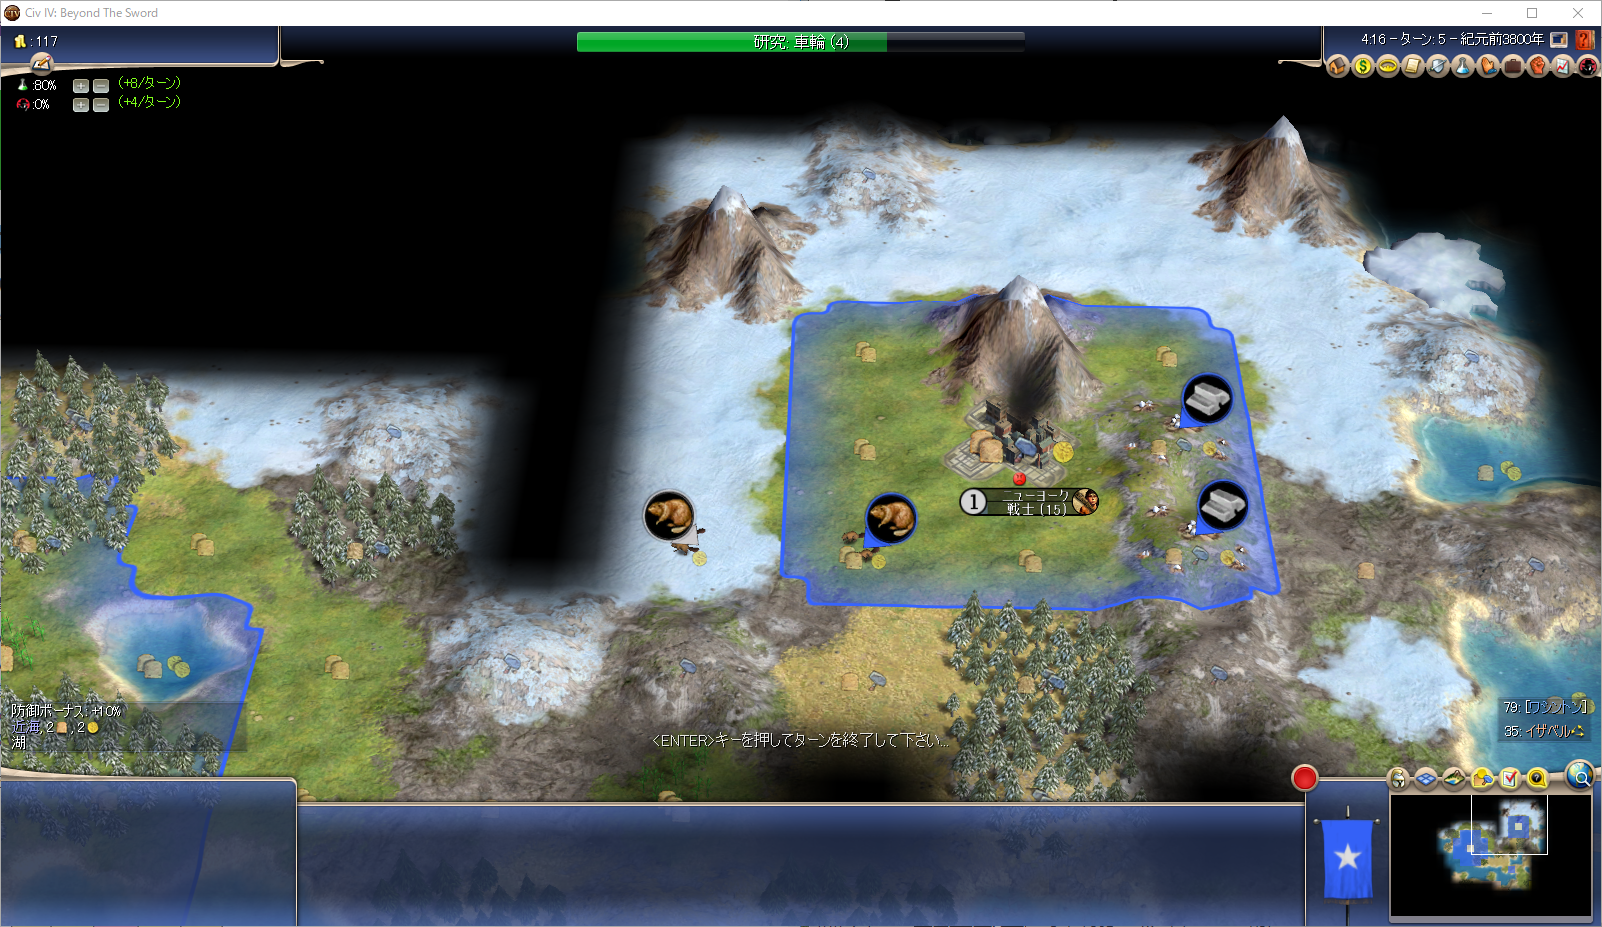 Civ IV: Beyond The Sword
:117
研究: 車輪 (4)
4:16 - ターン: 5 - 紀元前3800年
:80%
(+8/ターン)
:0%
(+4/ターン)
1
ニューヨーク
戦士 (15)
防御ボーナス: +10%
近海, 2, 2
湖
<ENTER>キーを押してターンを終了して下さい...
79: [ワシントン]
35: イザベル